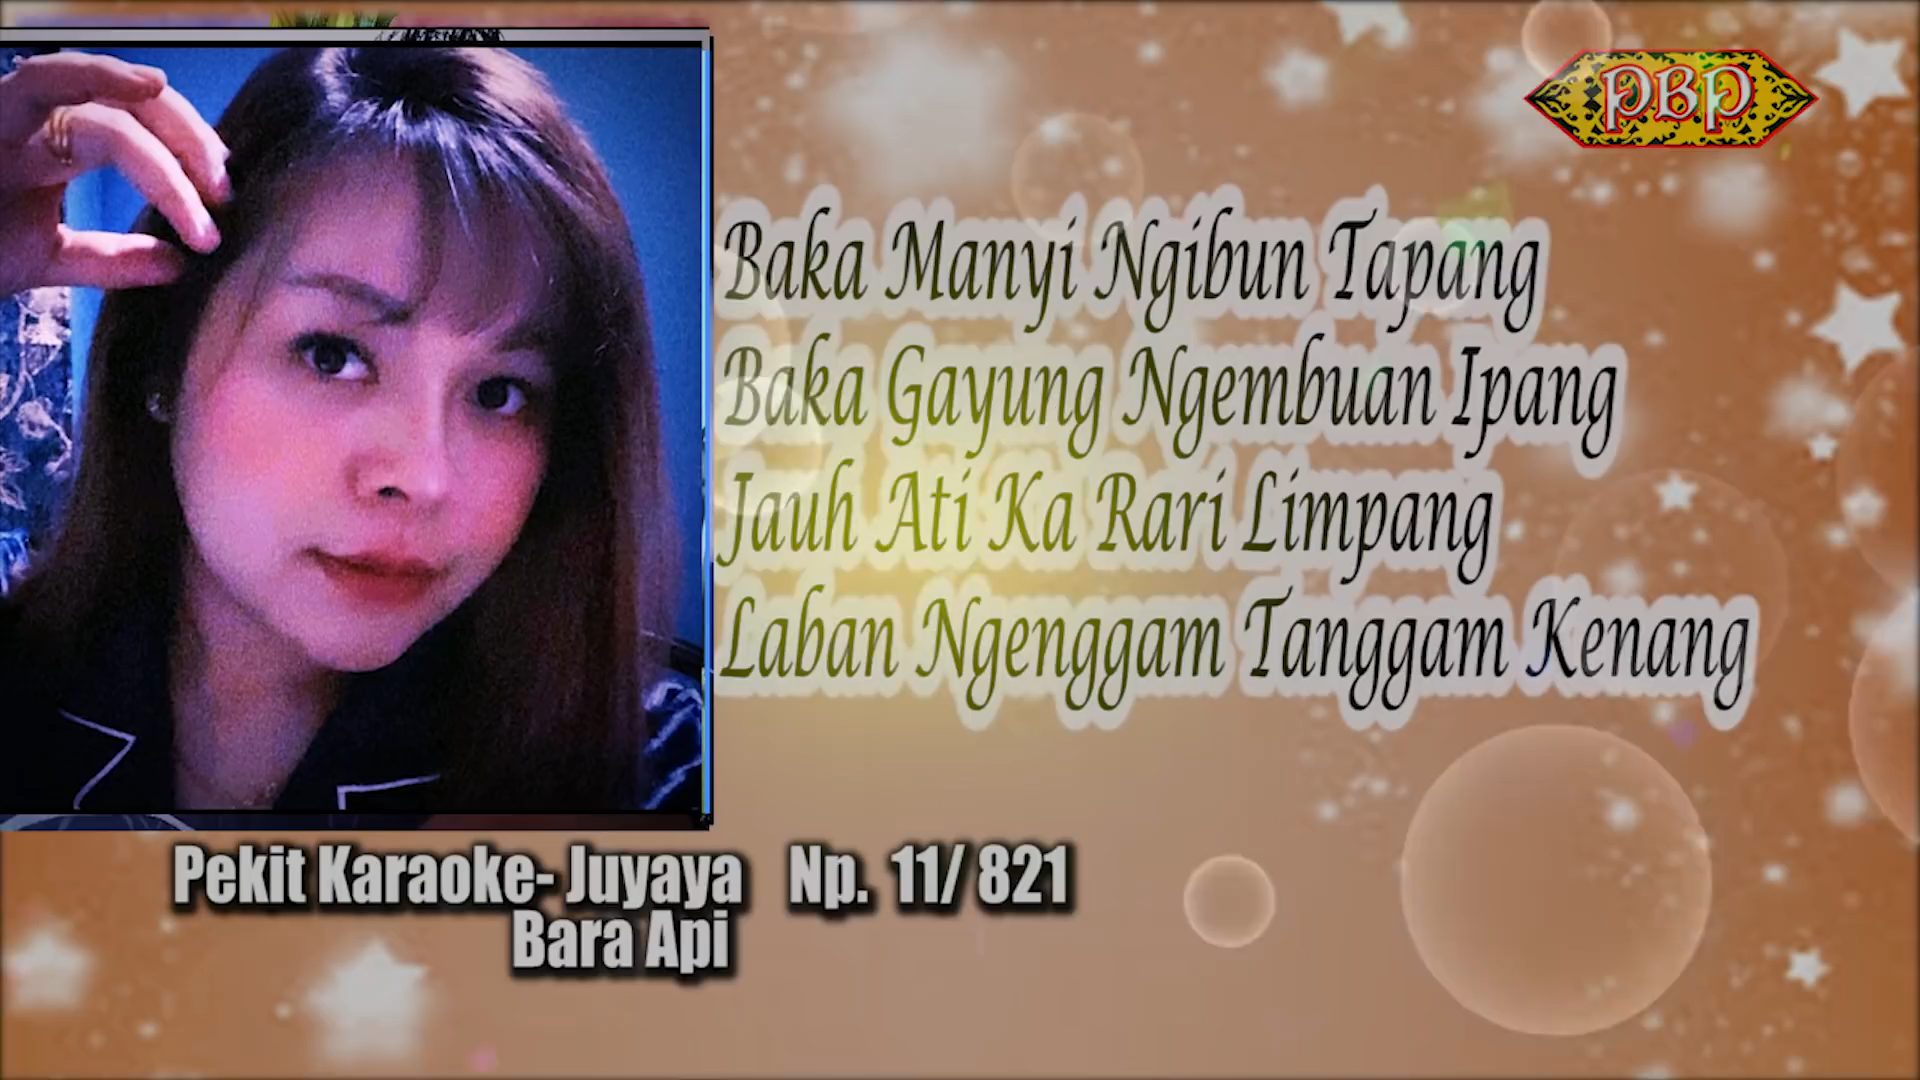 PBP
Baka Manyi Ngibun Tapang
Baka Gayung Ngembuan Ipang
Jauh Ati Ka Rari Limpang
Laban Ngenggam Tanggam Kenang
Pekit Karaoke- Juyaya Np. 11/ 821
Bara Api